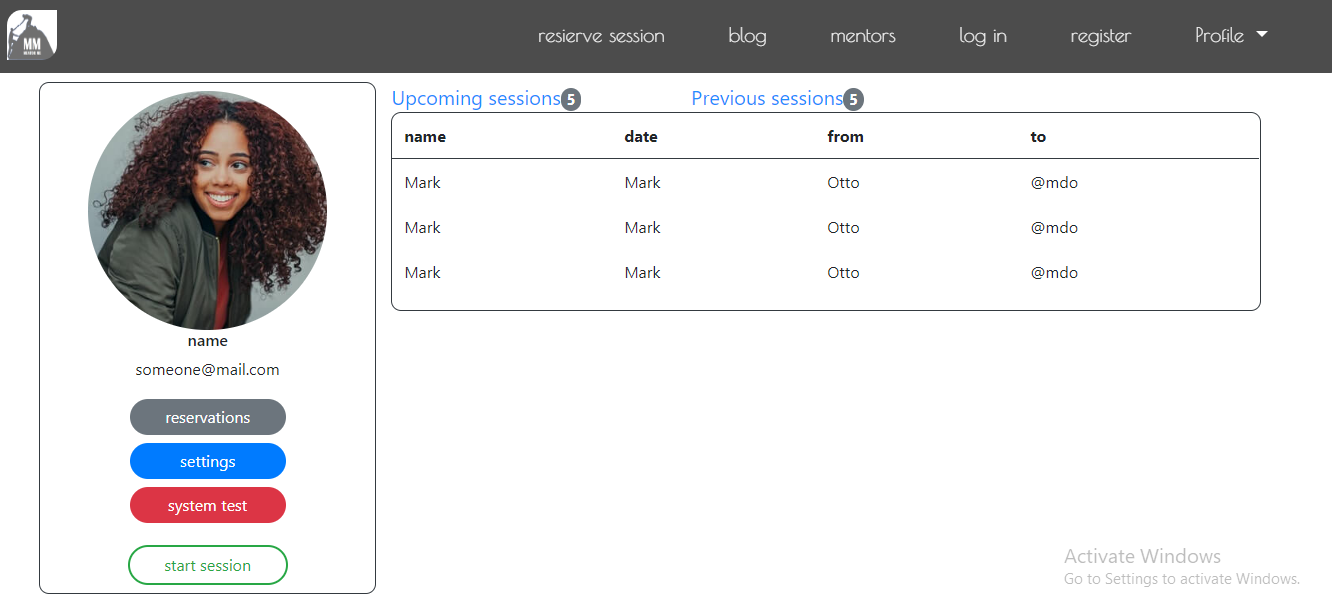 MM
resierve session blog mentors log in register Profile
Upcoming sessions 5 Previous sessions 5
name date from to
Mark Mark Otto @mdo
Mark Mark Otto @mdo
Mark Mark Otto @mdo
name
someone@mail.com
reservations
settings
system test
start session
Activate Windows
Go to Settings to activate Windows.